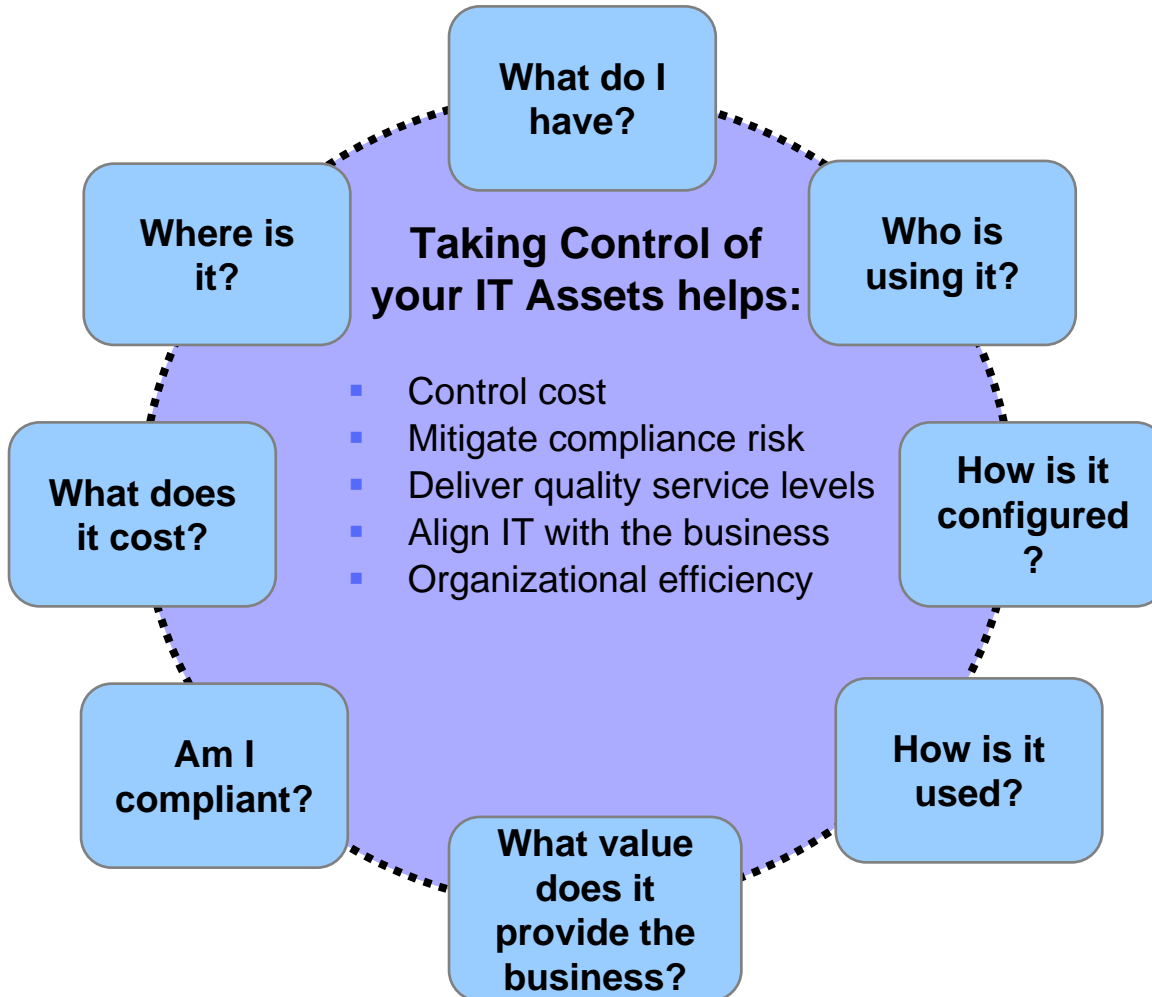 What do I
have?
Where is
it?
Taking Control of
your IT Assets helps:
Who is
using it?
▪ Control cost
▪ Mitigate compliance risk
▪ Deliver quality service levels
▪ Align IT with the business
▪ Organizational efficiency
What does
it cost?
How is it
configured
?
Am I
compliant?
How is it
used?
What value
does it
provide the
business?